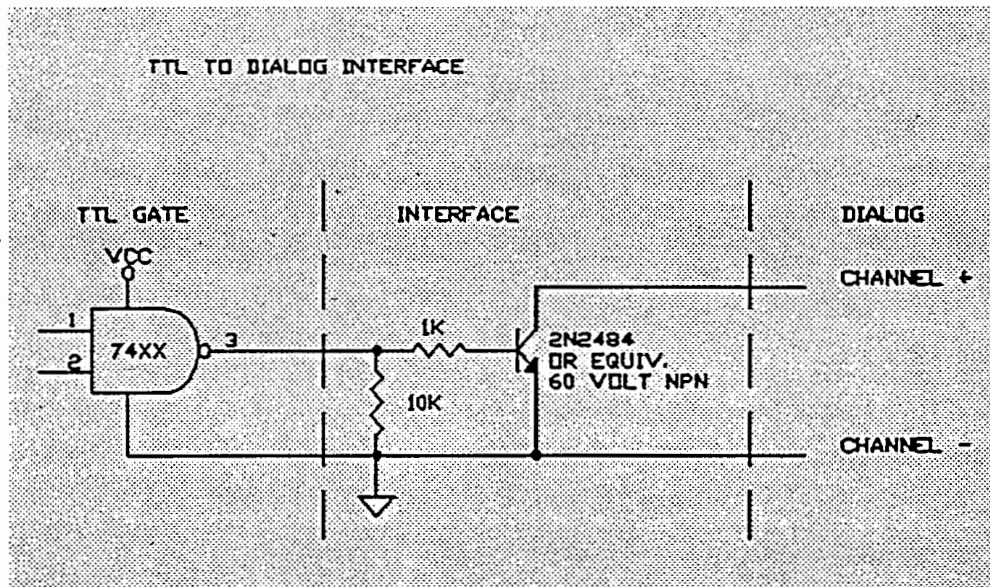 TTL TO DIALOG INTERFACE
TTL GATE
INTERFACE
DIALOG
VCC
CHANNEL +
1
2
74XX
3
1K
2N2484
OR EQUIV.
60 VOLT NPN
10K
CHANNEL -